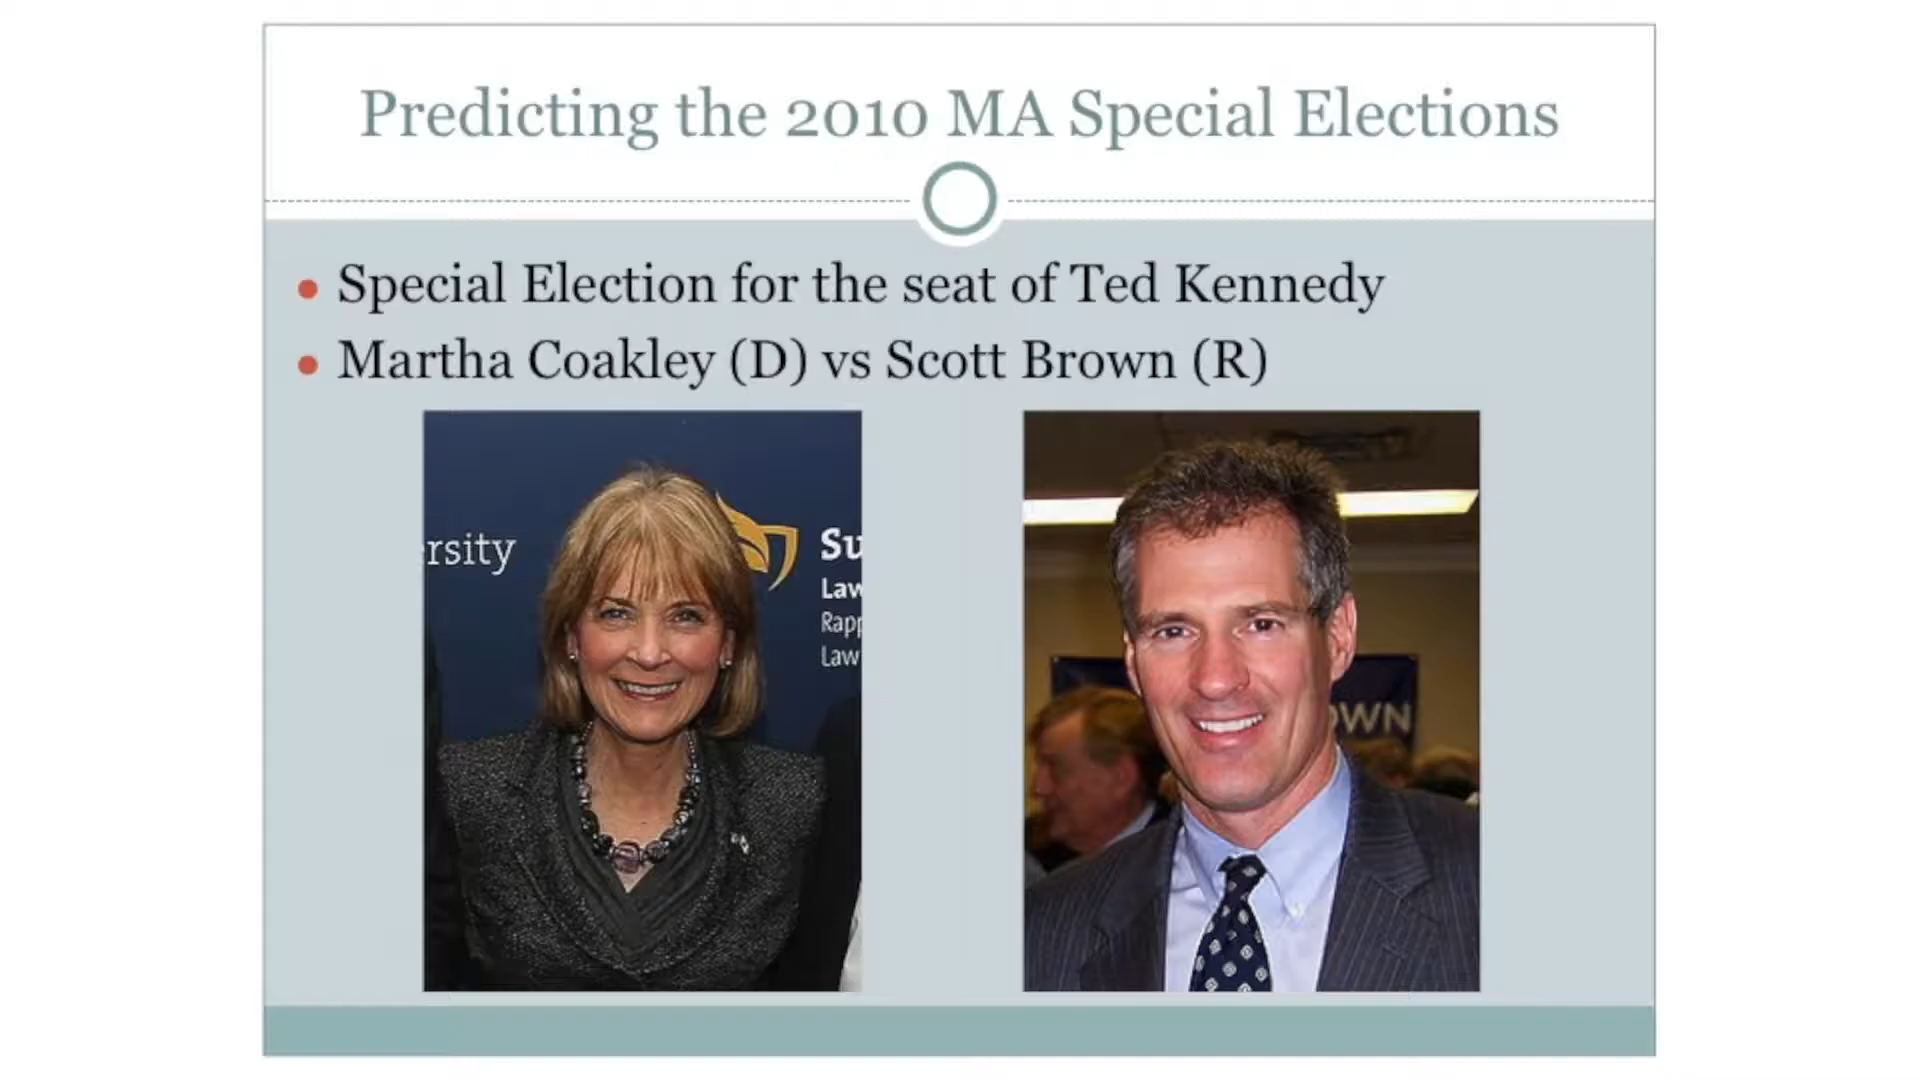 Predicting the 2010 MA Special Elections
Special Election for the seat of Ted Kennedy
Martha Coakley (D) vs Scott Brown (R)
rsity
Su
Law
Rapp
Law
OWN